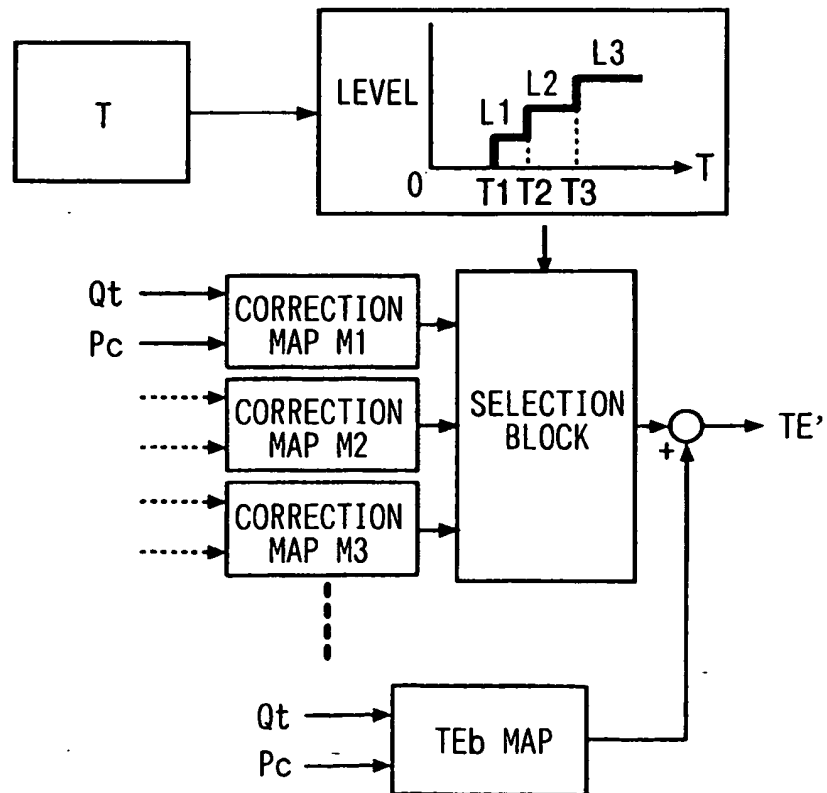 T
LEVEL
L1
L2
L3
0
T1 T2 T3
T
Qt
Pc
CORRECTION
MAP M1
CORRECTION
MAP M2
CORRECTION
MAP M3
SELECTION
BLOCK
+
TE'
Qt
Pc
TEb MAP